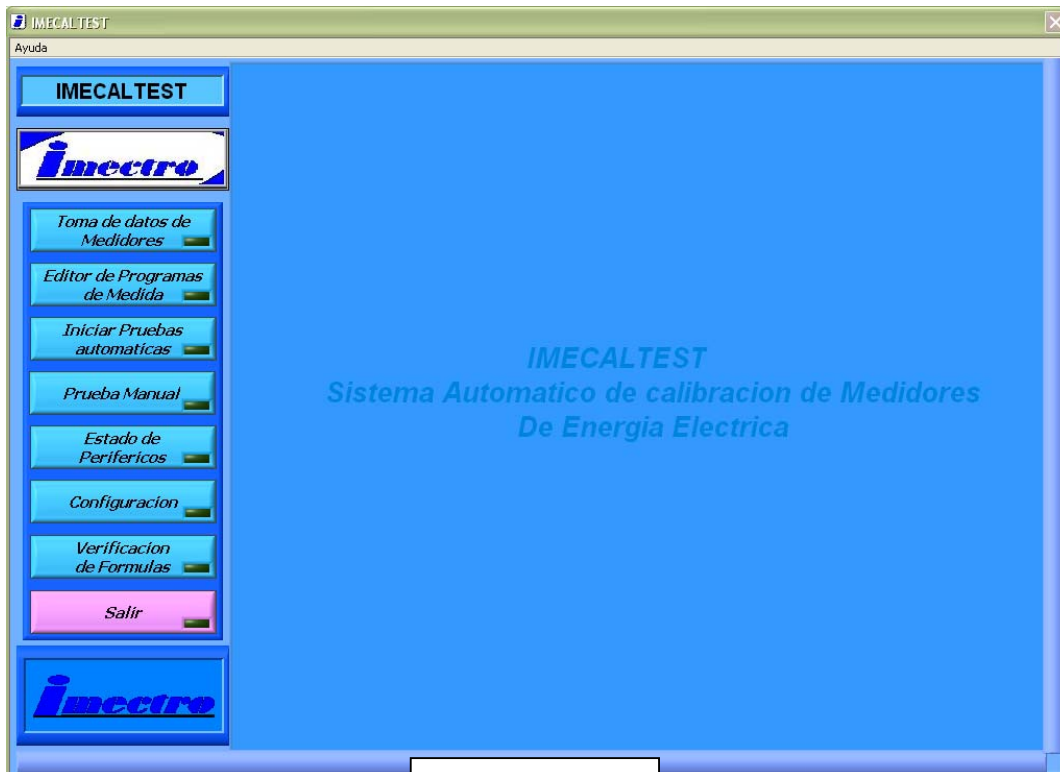 IMECALTEST
Ayuda
IMECALTEST
imectro
Toma de datos de
Medidores
Editor de Programas
de Medida
Iniciar Pruebas
automaticas
Prueba Manual
Estado de
Perifericos
Configuracion
Verificacion
de Formulas
Salir
imectro
IMECALTEST
Sistema Automatico de calibracion de Medidores
De Energia Electrica